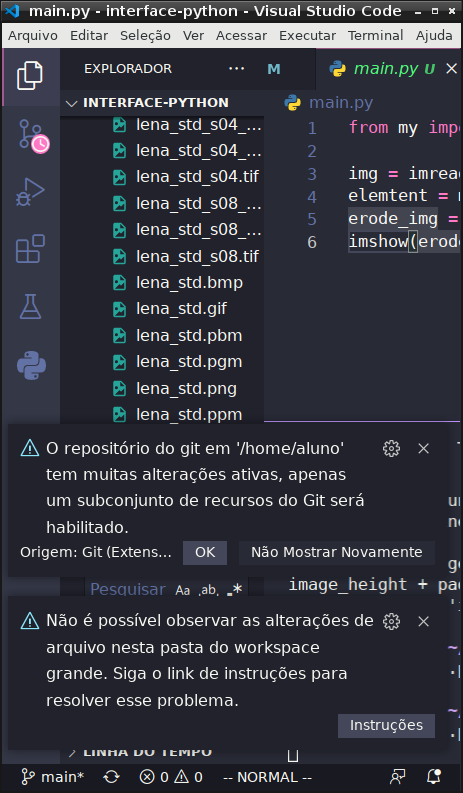 main.py - interface-python - Visual Studio Code
Arquivo Editar Seleção Ver Acessar Executar Terminal Ajuda
EXPLORADOR ··· M main.py U
INTERFACE-PYTHON main.py
lena_std_s04_...
lena_std_s04_...
lena_std_s04.tif
lena_std_s08_...
lena_std_s08_...
lena_std_s08.tif
lena_std.bmp
lena_std.gif
lena_std.pbm
lena_std.pgm
lena_std.png
lena_std.ppm
1 from my impo
2
3 img = imread
4 elemtent =
5 erode_img =
6 imshow(erode
O repositório do git em '/home/aluno'
tem muitas alterações ativas, apenas
um subconjunto de recursos do Git será
habilitado.
Origem: Git (Extens... OK Não Mostrar Novamente
Pesquisar Aa .ab, .*
image_height + pad
Não é possível observar as alterações de
arquivo nesta pasta do workspace
grande. Siga o link de instruções para
resolver esse problema.
Instruções
LINHA DO TEMPO
main* 0 0 -- NORMAL --